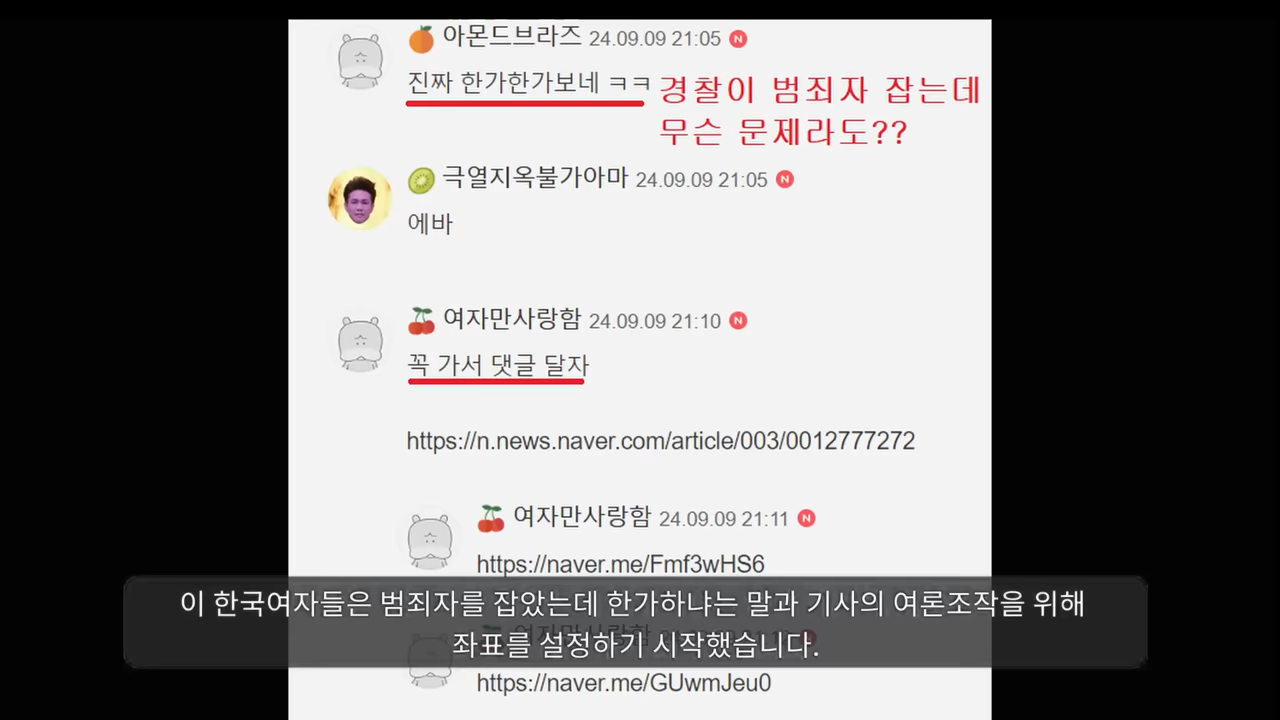 아몬드브라즈 24.09.09 21:05 N
진짜 한가한가보네 ㅋㅋ
경찰이 범죄자 잡는데
무슨 문제라도??
극열지옥불가아마 24.09.09 21:05 N
에바
여자만사랑함 24.09.09 21:10 N
꼭 가서 댓글 달자
https://n.news.naver.com/article/003/0012777272
여자만사랑함 24.09.09 21:11 N
https://naver.me/Fmf3wHS6
이 한국여자들은 범죄자를 잡았는데 한가하냐는 말과 기사의 여론조작을 위해
좌표를 설정하기 시작했습니다.
여자만사랑함
https://naver.me/GUwmJeu0